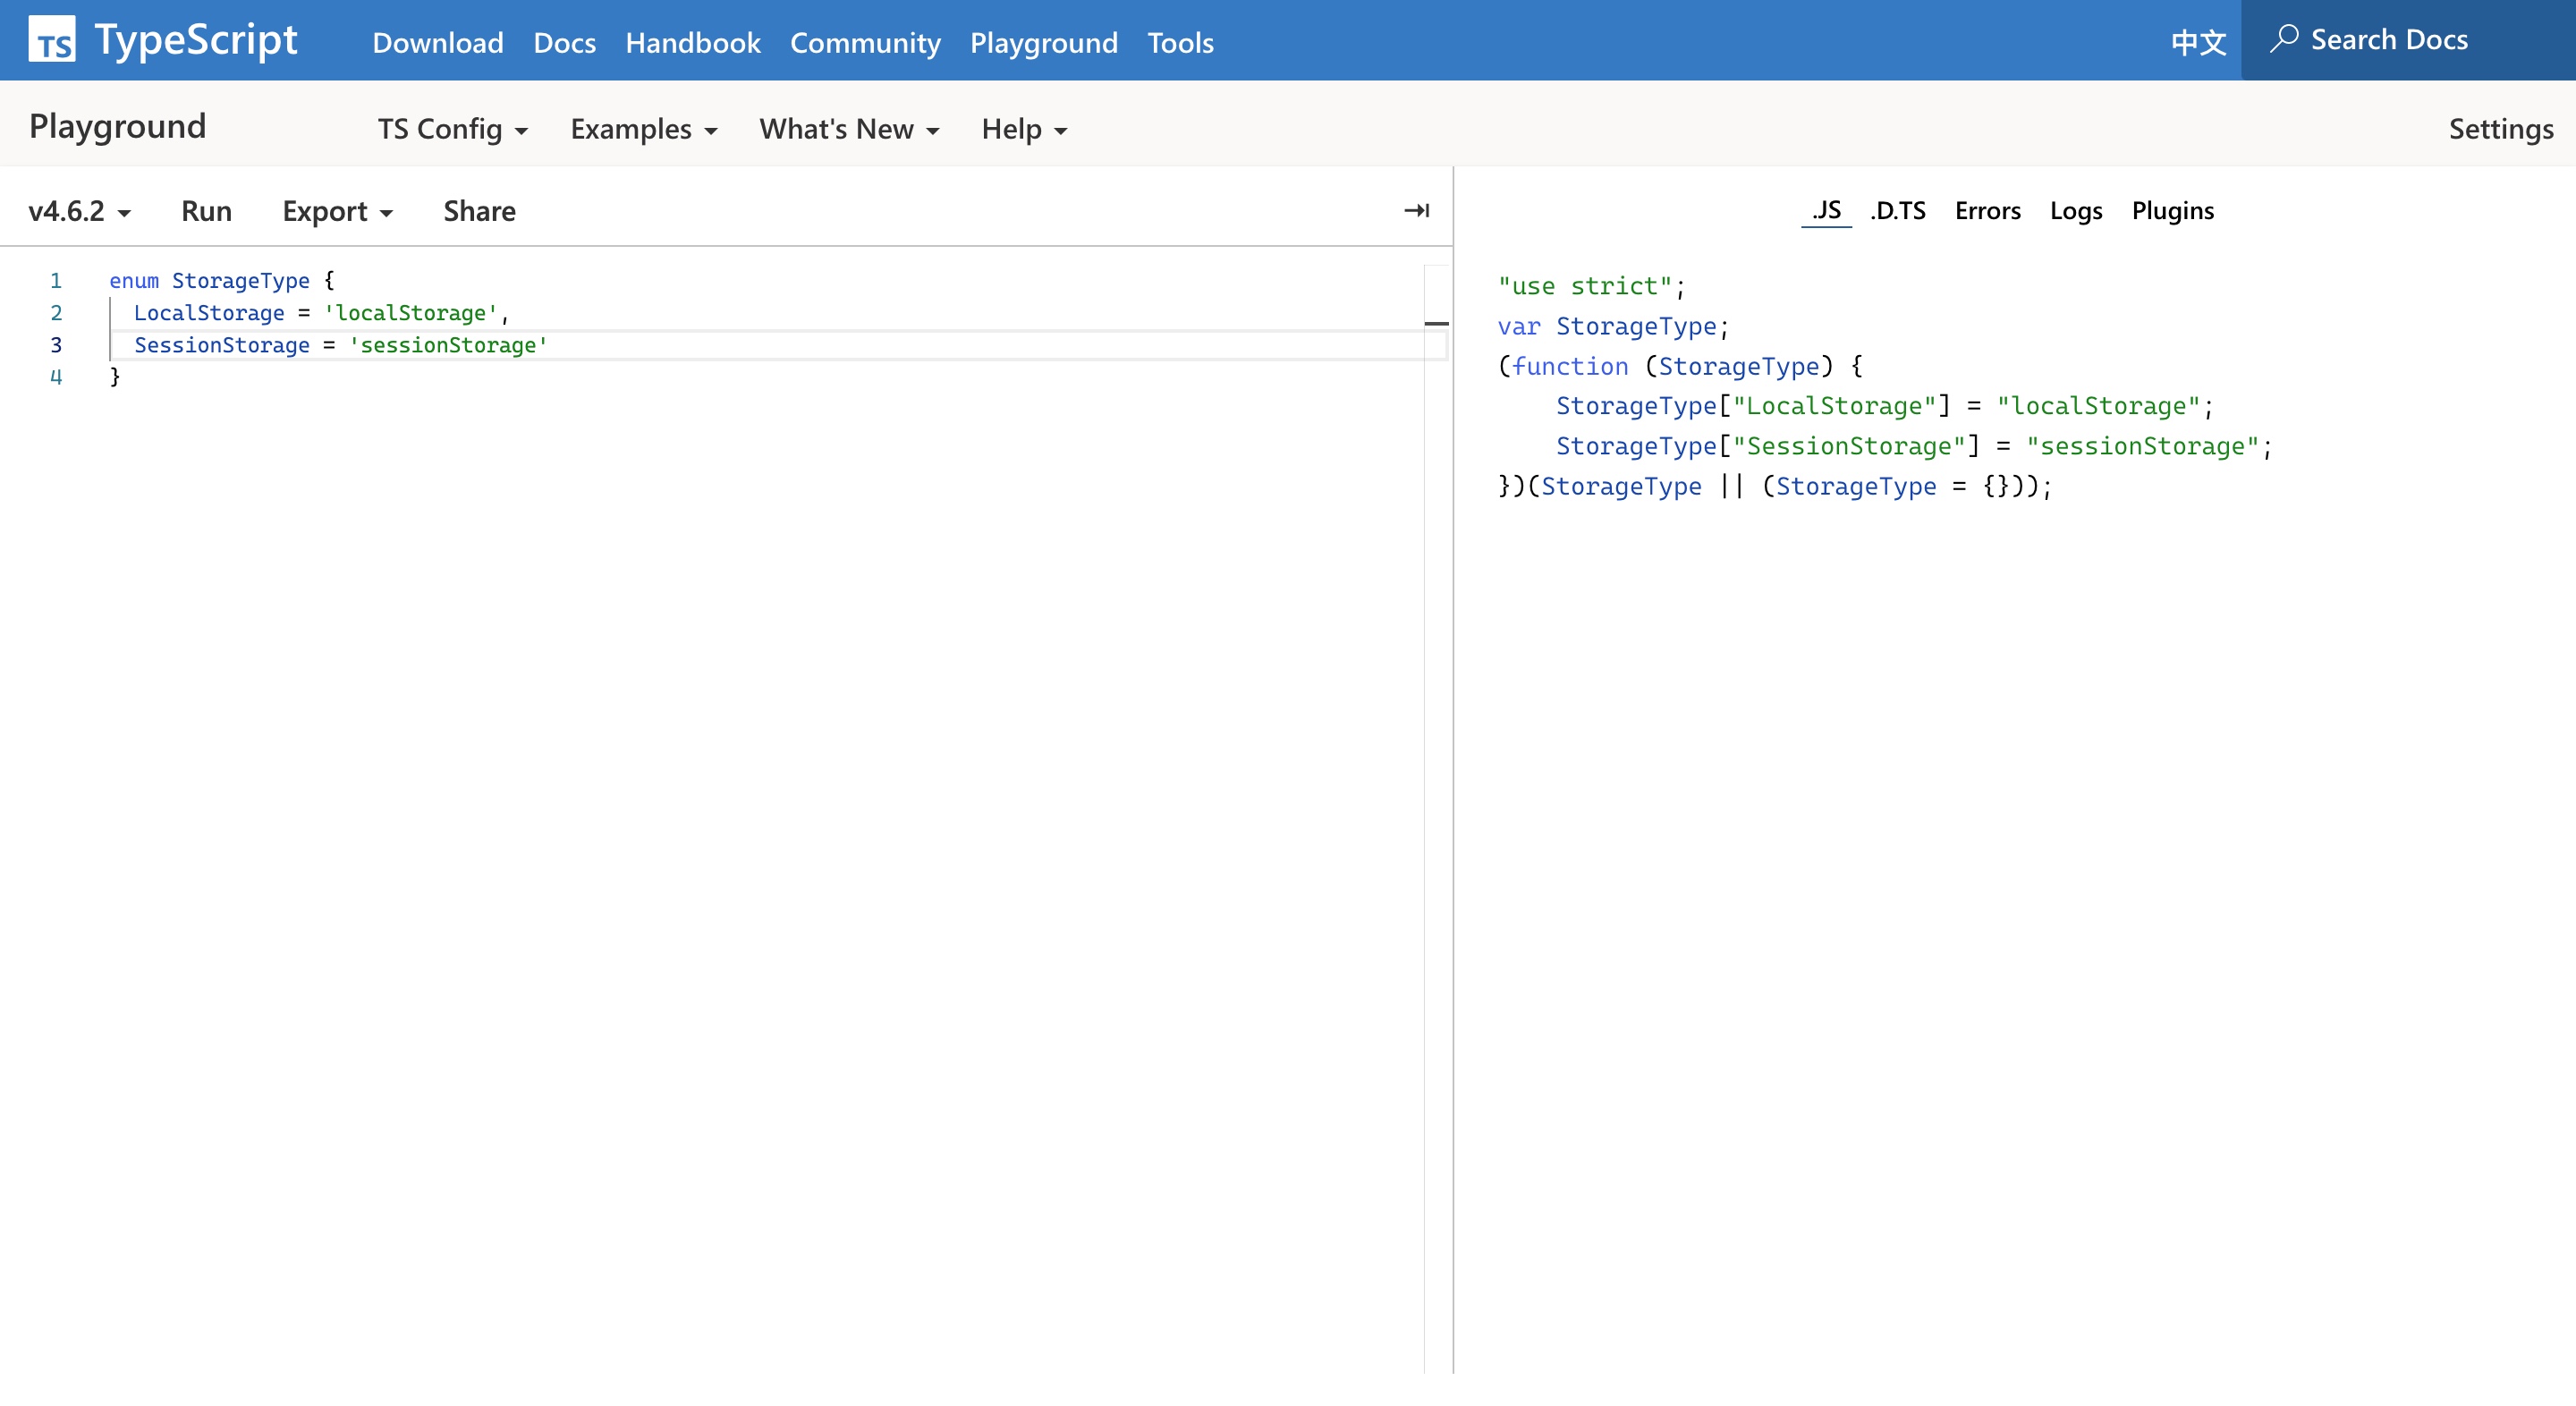 TS TypeScript Download Docs Handbook Community Playground Tools 中文 Search Docs
Playground TS Config Examples What's New Help Settings
v4.6.2 Run Export Share
1 enum StorageType {
2   LocalStorage = 'localStorage',
3   SessionStorage = 'sessionStorage'
4 }
.JS .D.TS Errors Logs Plugins
"use strict";
var StorageType;
(function (StorageType) {
    StorageType["LocalStorage"] = "localStorage";
    StorageType["SessionStorage"] = "sessionStorage";
})(StorageType || (StorageType = {}));